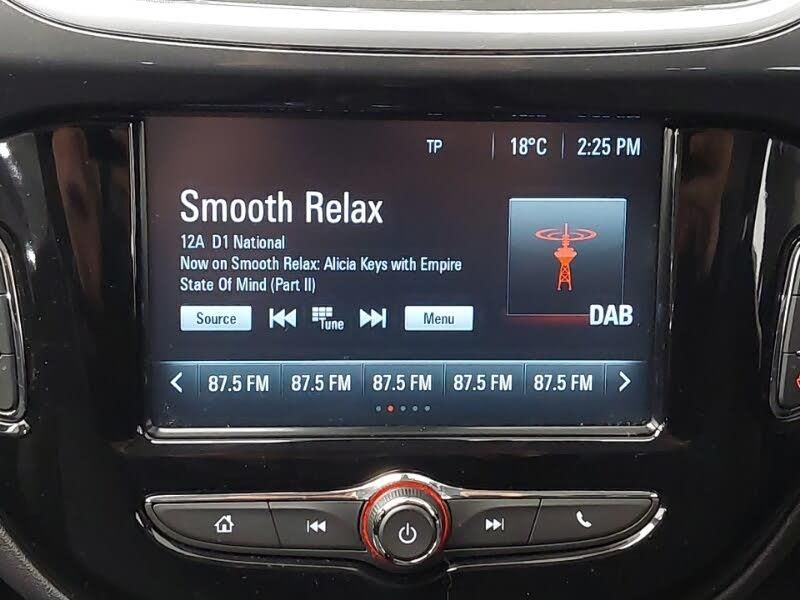 TP 18°C 2:25 PM
Smooth Relax
12A D1 National
Now on Smooth Relax: Alicia Keys with Empire
State Of Mind (Part II)
DAB
Source Tune Menu
87.5 FM 87.5 FM 87.5 FM 87.5 FM 87.5 FM